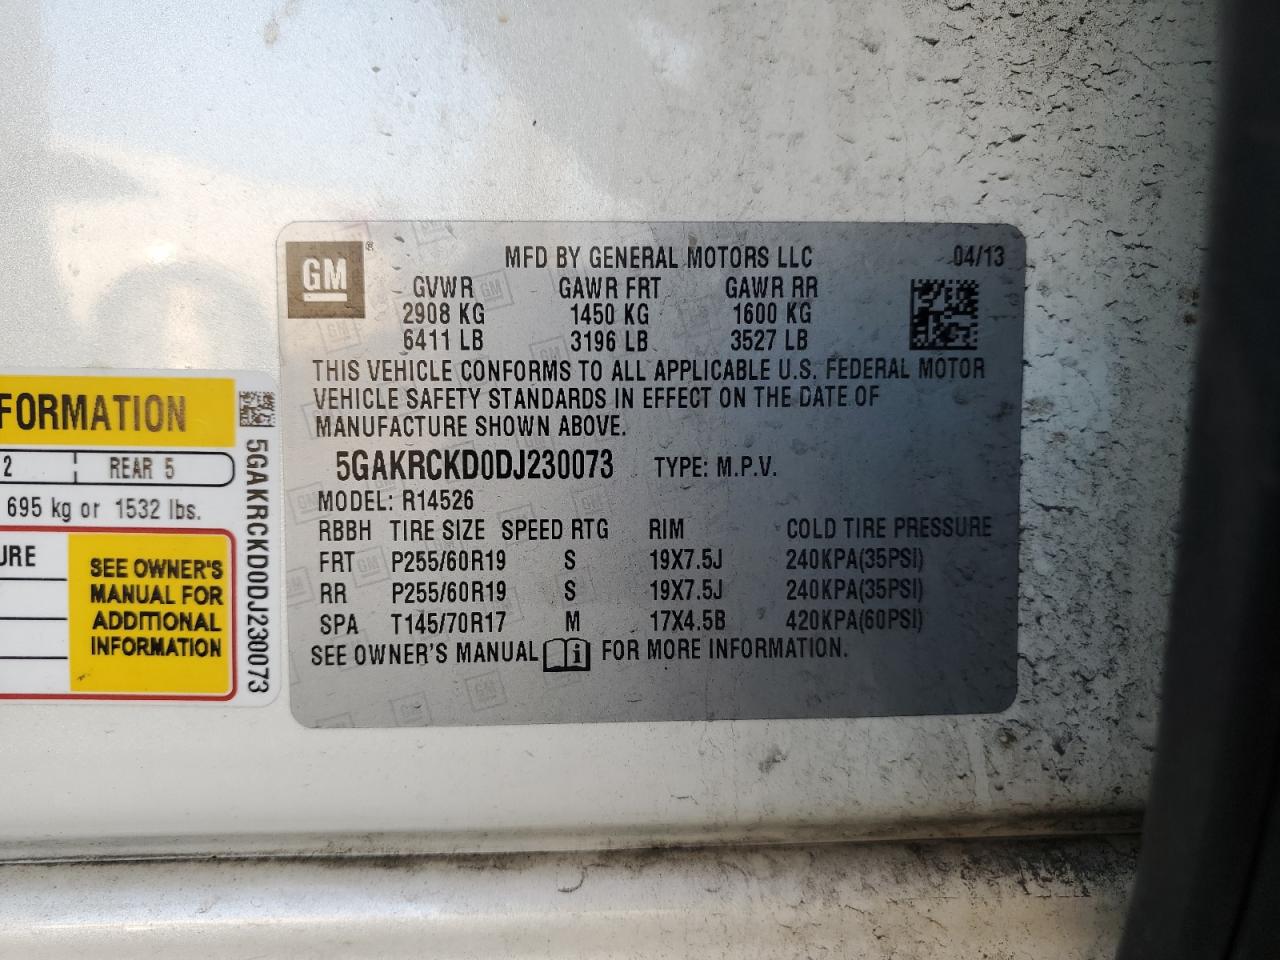 GM ®
MFD BY GENERAL MOTORS LLC 04/13
GVWR GAWR FRT GAWR RR
2908 KG 1450 KG 1600 KG
6411 LB 3196 LB 3527 LB
THIS VEHICLE CONFORMS TO ALL APPLICABLE U.S. FEDERAL MOTOR
VEHICLE SAFETY STANDARDS IN EFFECT ON THE DATE OF
MANUFACTURE SHOWN ABOVE.
5GAKRCKD0DJ230073 TYPE: M.P.V.
MODEL: R14526
RBBH TIRE SIZE SPEED RTG RIM COLD TIRE PRESSURE
FRT P255/60R19 S 19X7.5J 240KPA(35PSI)
RR P255/60R19 S 19X7.5J 240KPA(35PSI)
SPA T145/70R17 M 17X4.5B 420KPA(60PSI)
SEE OWNER'S MANUAL i FOR MORE INFORMATION.
FORMATION
2 REAR 5
695 kg or 1532 lbs.
URE
SEE OWNER'S
MANUAL FOR
ADDITIONAL
INFORMATION
5GAKRCKD0DJ230073